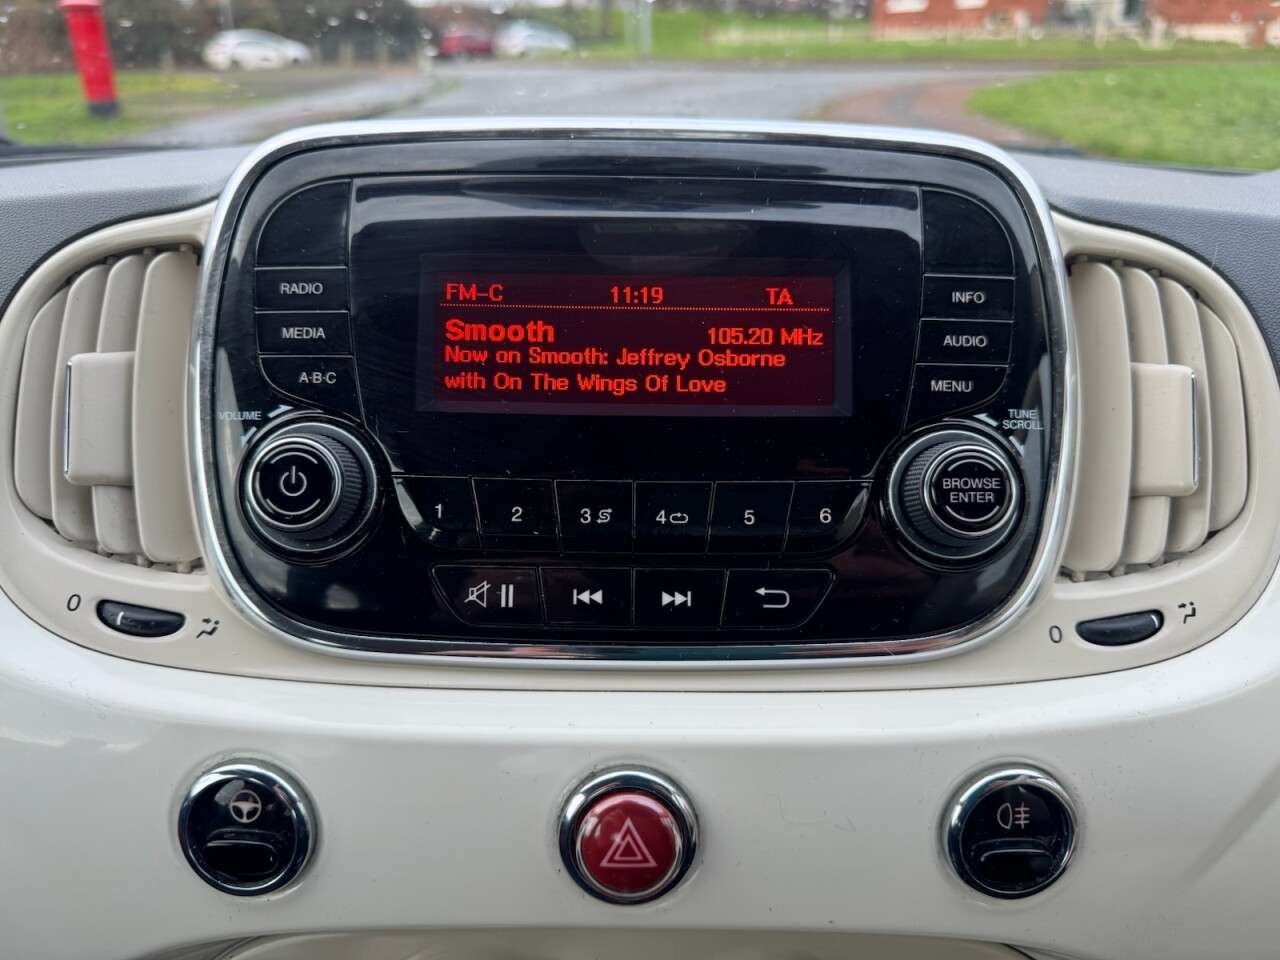 FM-C 11:19 TA
Smooth 105.20 MHz
Now on Smooth: Jeffrey Osborne
with On The Wings Of Love
RADIO
MEDIA
A-B-C
VOLUME
INFO
AUDIO
MENU
TUNE
SCROLL
BROWSE
ENTER
1 2 3 4 5 6
0
0